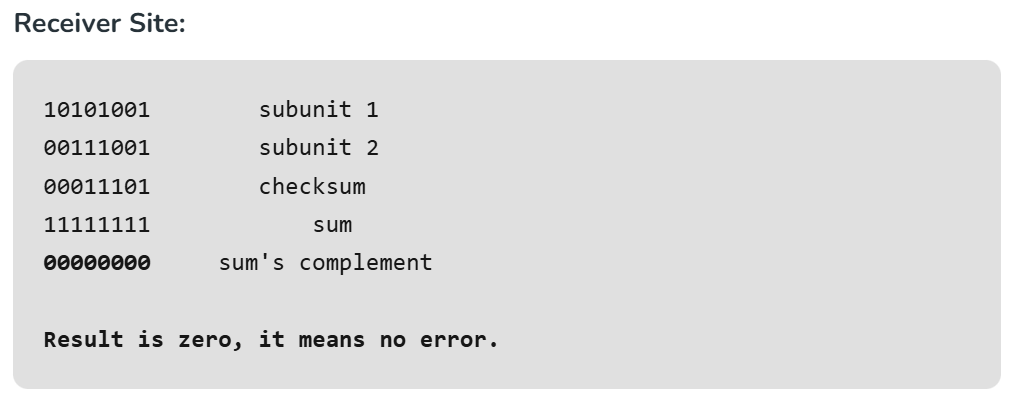 Receiver Site:
10101001 subunit 1
00111001 subunit 2
00011101 checksum
11111111 sum
00000000 sum's complement
Result is zero, it means no error.